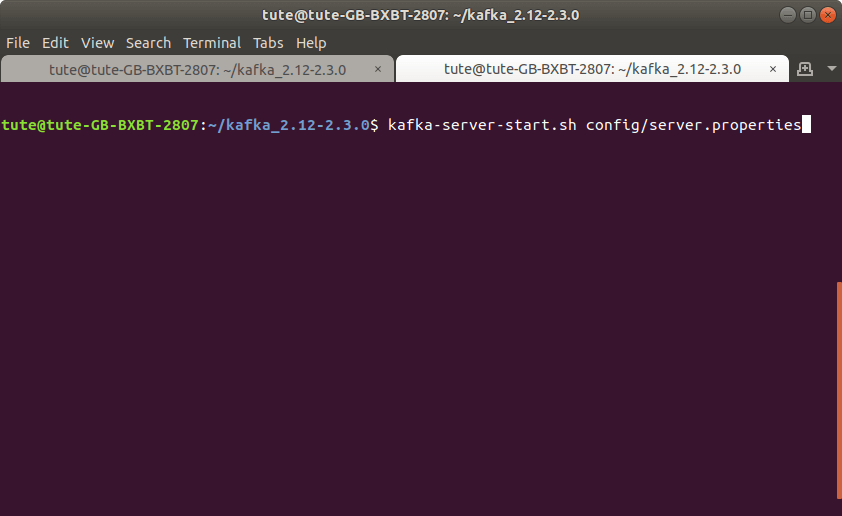 tute@tute-GB-BXBT-2807: ~/kafka_2.12-2.3.0
File Edit View Search Terminal Tabs Help
tute@tute-GB-BXBT-2807: ~/kafka_2.12-2.3.0 × tute@tute-GB-BXBT-2807: ~/kafka_2.12-2.3.0 ×
tute@tute-GB-BXBT-2807:~/kafka_2.12-2.3.0$ kafka-server-start.sh config/server.properties